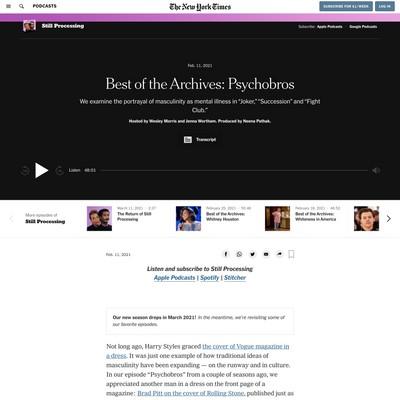 PODCASTS
The New York Times
SUBSCRIBE FOR $1/WEEK
LOG IN
Still Processing
Subscribe:
Apple Podcasts
Google Podcasts
Feb. 11, 2021
Best of the Archives: Psychobros
We examine the portrayal of masculinity as mental illness in “Joker,” “Succession” and “Fight
Club.”
Hosted by Wesley Morris and Jenna Wortham. Produced by Neena Pathak.
Transcript
Listen
48:01
More episodes of
Still Processing
March 11, 2021 • 2:37
The Return of Still
Processing
February 25, 2021 • 50:46
Best of the Archives:
Whitney Houston
February 18, 2021 • 46:52
Best of the Archives:
Whiteness in America
Feb. 11, 2021
Listen and subscribe to Still Processing
Apple Podcasts | Spotify | Stitcher
Our new season drops in March 2021! In the meantime, we’re revisiting some of
our favorite episodes.
Not long ago, Harry Styles graced the cover of Vogue magazine in
a dress. It was just one example of how traditional ideas of
masculinity have been expanding — on the runway and in culture.
In our episode “Psychobros” from a couple of seasons ago, we
appreciated another man in a dress on the front page of a
magazine: Brad Pitt on the cover of Rolling Stone, published just as